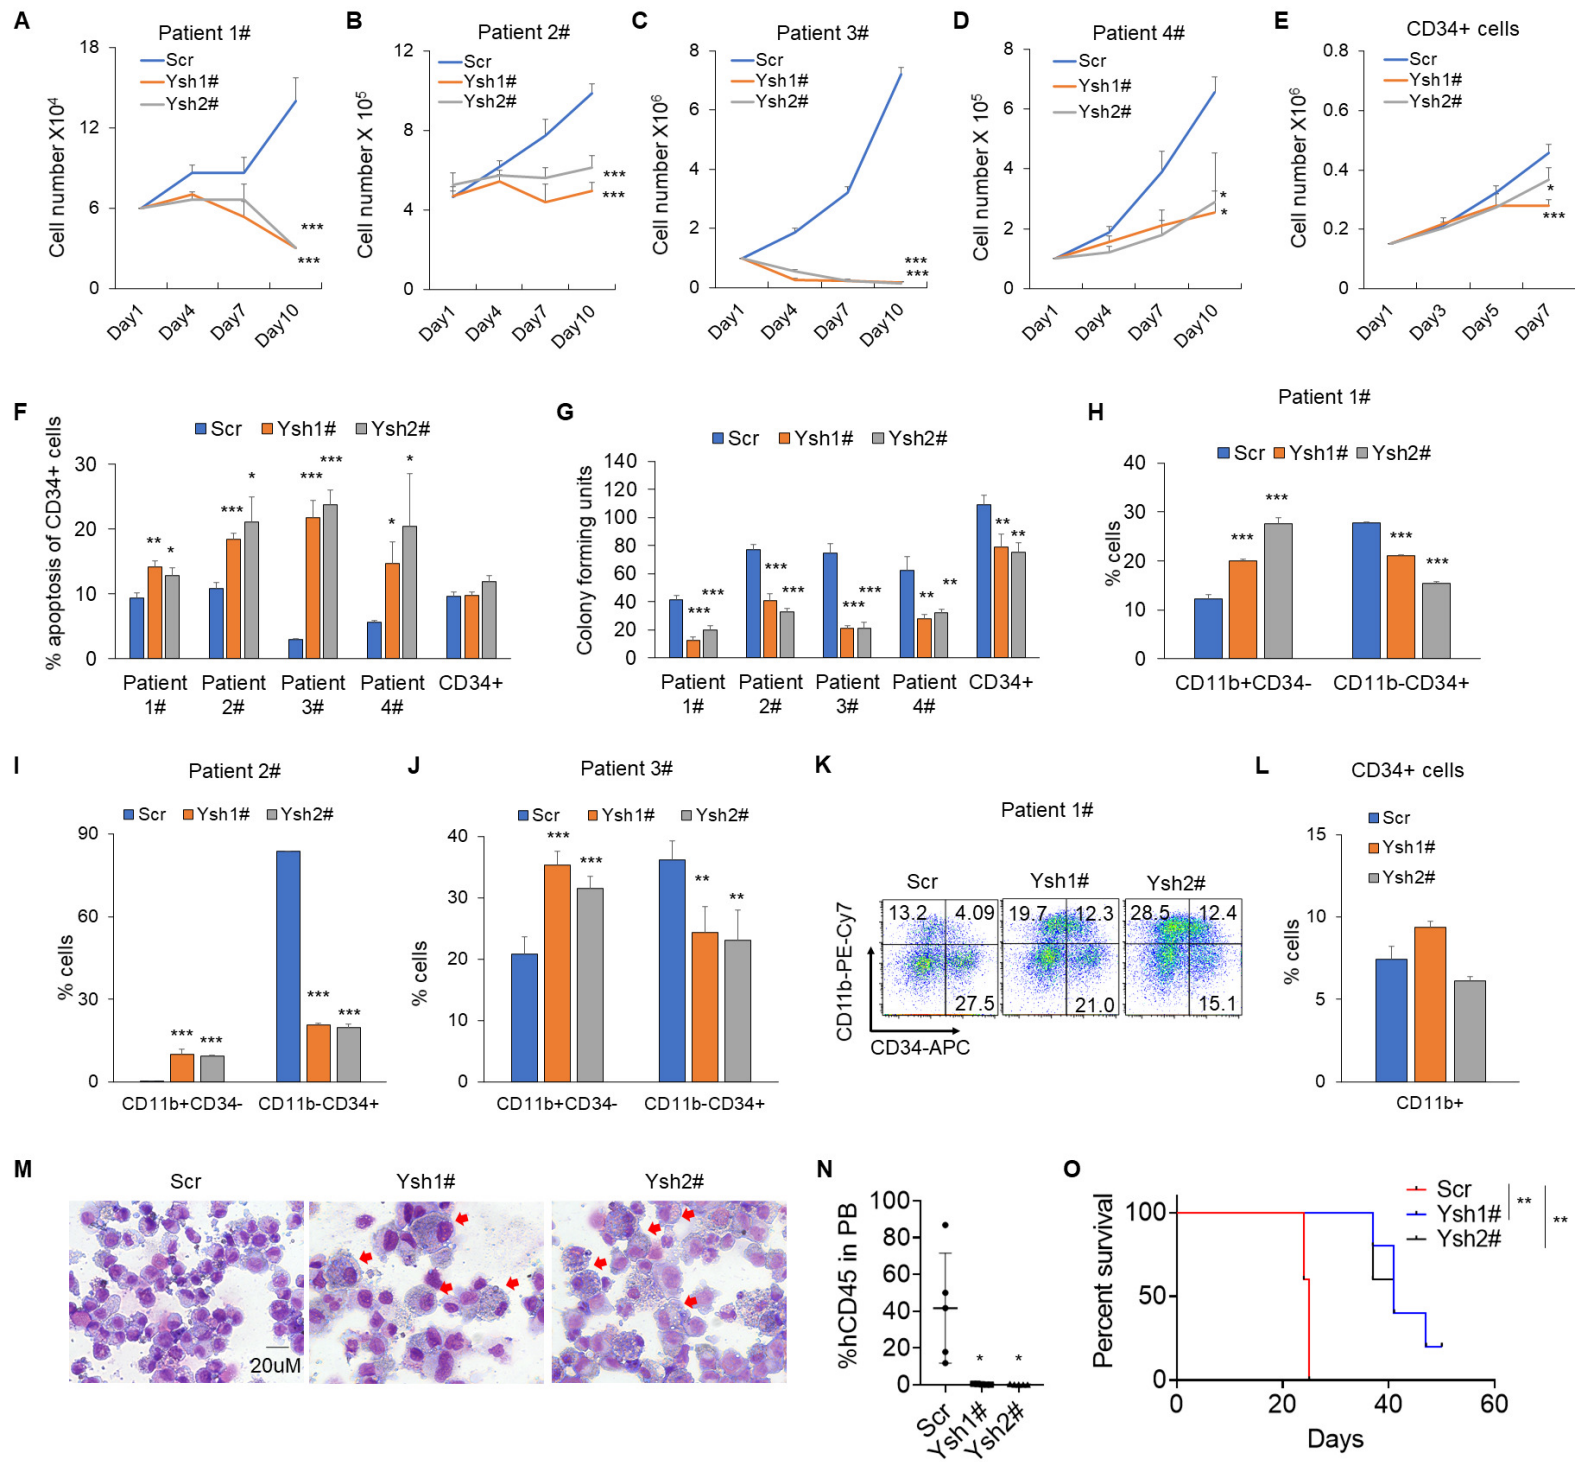 A
Patient 1#
18
12
6
0
Cell number X10⁴
Scr
Ysh1#
Ysh2#
***
***
Day1
Day4
Day7
Day10
B
Patient 2#
12
8
4
0
Cell number X 10⁵
Scr
Ysh1#
Ysh2#
***
***
Day1
Day4
Day7
Day10
C
Patient 3#
8
6
4
2
0
Cell number X10⁶
Scr
Ysh1#
Ysh2#
***
***
Day1
Day4
Day7
Day10
D
Patient 4#
8
6
4
2
0
Cell number X 10⁵
Scr
Ysh1#
Ysh2#
*
*
Day1
Day4
Day7
Day10
E
CD34+ cells
0.8
0.6
0.4
0.2
0
Cell number X10⁶
Scr
Ysh1#
Ysh2#
*
***
Day1
Day3
Day5
Day7
F
Scr Ysh1# Ysh2#
% apoptosis of CD34+ cells
30
20
10
0
** * *** * *** *** * *
Patient 1#
Patient 2#
Patient 3#
Patient 4#
CD34+
G
Scr Ysh1# Ysh2#
Colony forming units
140
120
100
80
60
40
20
0
*** *** *** *** *** *** ** ** ** **
Patient 1#
Patient 2#
Patient 3#
Patient 4#
CD34+
H
Patient 1#
Scr Ysh1# Ysh2#
% cells
40
30
20
10
0
*** *** *** ***
CD11b+CD34-
CD11b-CD34+
I
Patient 2#
Scr Ysh1# Ysh2#
% cells
90
60
30
0
*** *** *** ***
CD11b+CD34-
CD11b-CD34+
J
Patient 3#
Scr Ysh1# Ysh2#
% cells
40
30
20
10
0
*** *** ** **
CD11b+CD34-
CD11b-CD34+
K
Patient 1#
Scr Ysh1# Ysh2#
13.2 4.09 19.7 12.3 28.5 12.4
27.5 21.0 15.1
CD11b-PE-Cy7
CD34-APC
L
CD34+ cells
Scr
Ysh1#
Ysh2#
% cells
15
10
5
0
CD11b+
M
Scr
Ysh1#
Ysh2#
20uM
N
%hCD45 in PB
100
80
60
40
20
0
* *
Scr
Ysh1#
Ysh2#
O
Scr
Ysh1#
Ysh2#
**
**
Percent survival
100
50
0
0 20 40 60
Days